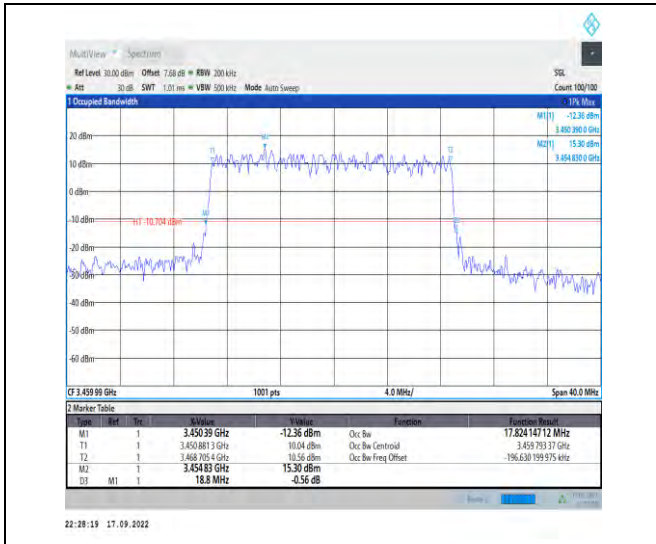 MultiView Spectrum
Ref Level 30.00 dBm Offset 7.68 dB RBW 200 kHz SGL
Att 30 dB SWT 1.01 ms VBW 500 kHz Mode Auto Sweep Count 100/100
1 Occupied Bandwidth 1Pk Max
M1[1] -12.36 dBm
3.450 390 0 GHz
M2[1] 15.30 dBm
3.454 830 0 GHz
20 dBm
10 dBm
0 dBm
-10 dBm
H1 -10.704 dBm
-20 dBm
-30 dBm
-40 dBm
-50 dBm
-60 dBm
T1
M2
T2
M1
D3
CF 3.459 99 GHz 1001 pts 4.0 MHz/ Span 40.0 MHz
2 Marker Table
Type Ref Trc X-Value Y-Value Function Function Result
M1 1 3.450 39 GHz -12.36 dBm Occ Bw 17.824 147 12 MHz
T1 1 3.450 881 3 GHz 10.04 dBm Occ Bw Centroid 3.459 793 37 GHz
T2 1 3.468 705 4 GHz 10.56 dBm Occ Bw Freq Offset -196.630 199 975 kHz
M2 1 3.454 83 GHz 15.30 dBm
D3 M1 1 18.8 MHz -0.56 dB
22:28:19 17.09.2022